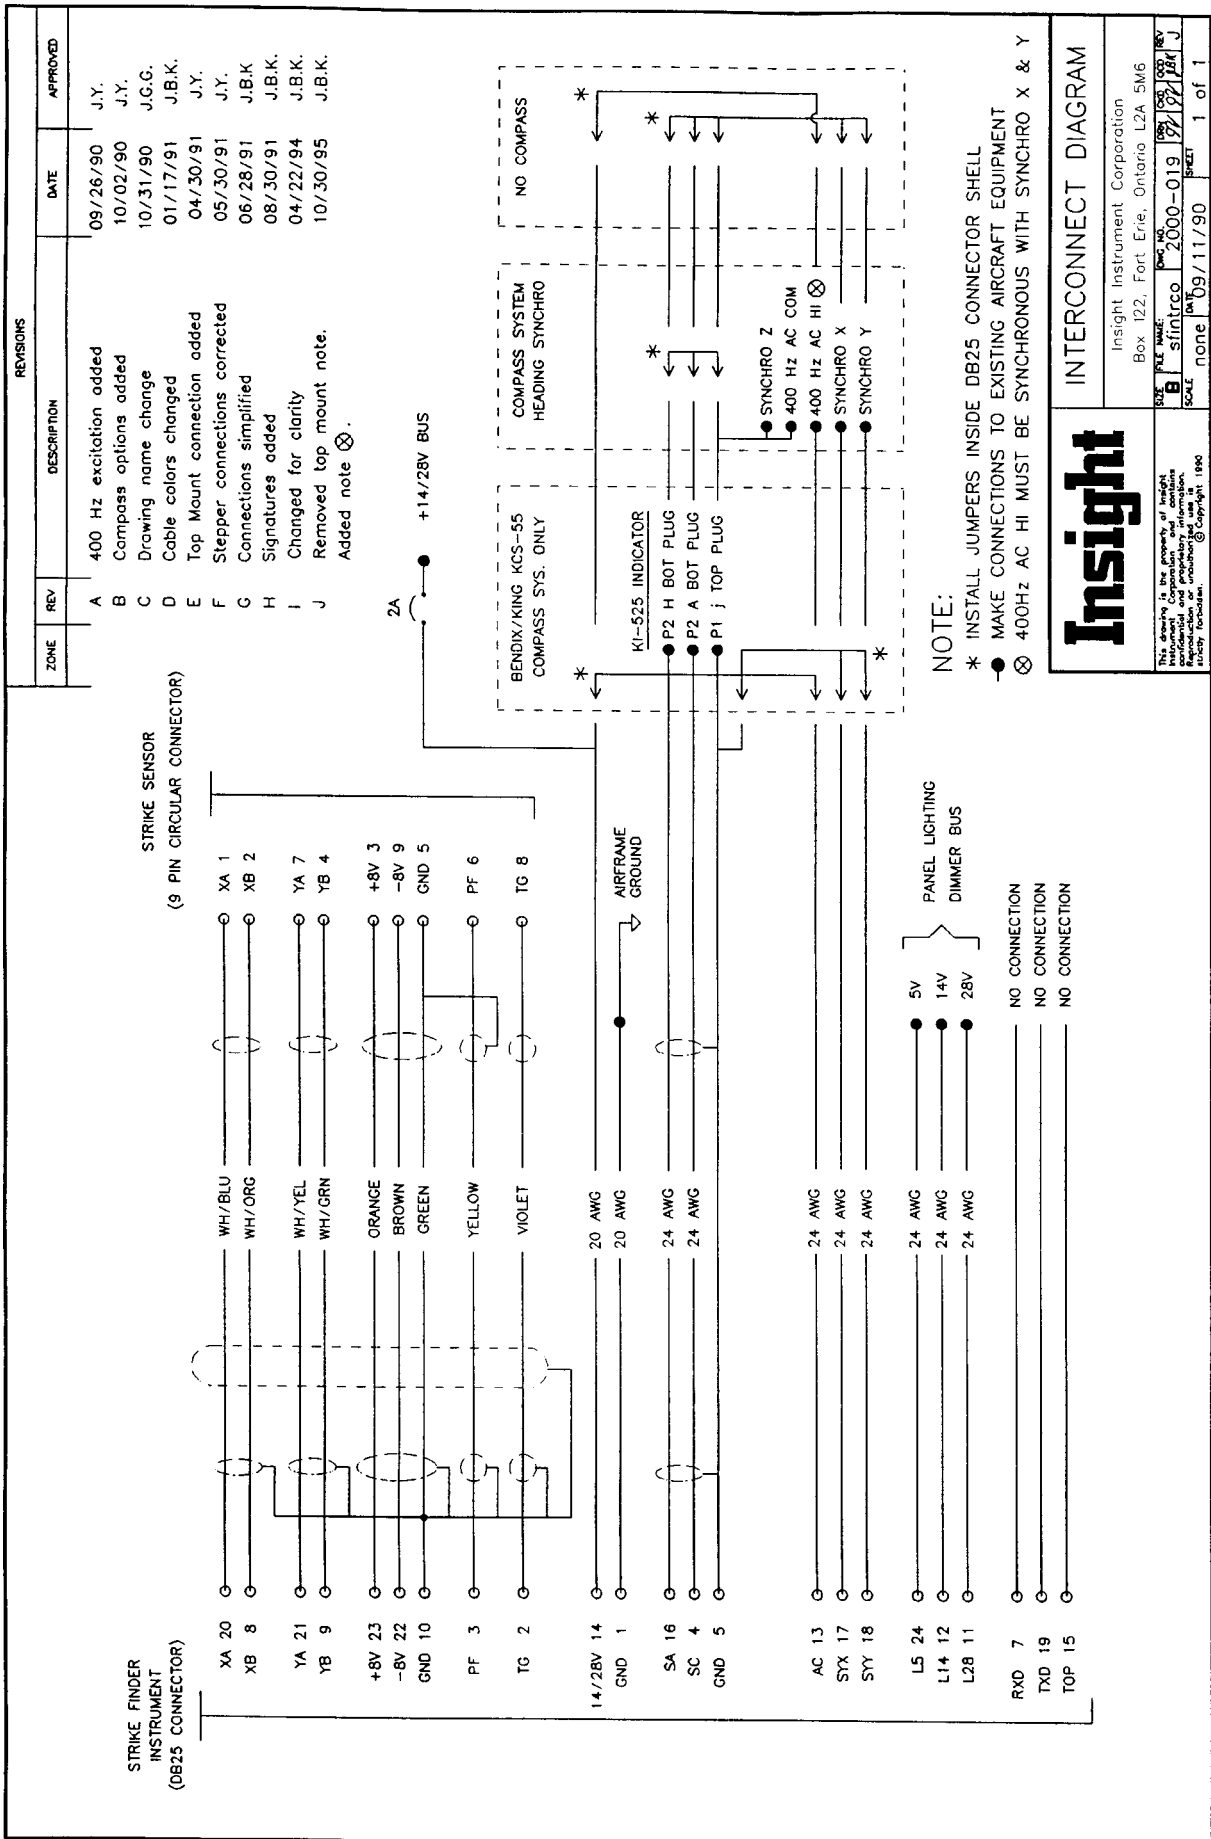 REVISIONS
ZONE REV DESCRIPTION DATE APPROVED
A 400 Hz excitation added 09/26/90 J.Y.
B Compass options added 10/02/90 J.Y.
C Drawing name change 10/31/90 J.G.G.
D Cable colors changed 01/17/91 J.B.K.
E Top Mount connection added 04/30/91 J.Y.
F Stepper connections corrected 05/30/91 J.Y.
G Connections simplified 06/28/91 J.B.K
H Signatures added 08/30/91 J.B.K.
I Changed for clarity 04/22/94 J.B.K.
J Removed top mount note. 10/30/95 J.B.K.
Added note ⊗.
STRIKE FINDER
INSTRUMENT
(DB25 CONNECTOR)
STRIKE SENSOR
(9 PIN CIRCULAR CONNECTOR)
XA 20 WH/BLU XA 1
XB 8 WH/ORG XB 2
YA 21 WH/YEL YA 7
YB 9 WH/GRN YB 4
+8V 23 ORANGE +8V 3
-8V 22 BROWN -8V 9
GND 10 GREEN GND 5
PF 3 YELLOW PF 6
TG 2 VIOLET TG 8
2A
+14/28V BUS
14/28V 14 20 AWG
GND 1 20 AWG
AIRFRAME
GROUND
BENDIX/KING KCS-55
COMPASS SYS. ONLY
COMPASS SYSTEM
HEADING SYNCHRO
NO COMPASS
*
*
KI-525 INDICATOR
SA 16 24 AWG P2 H BOT PLUG * *
SC 4 24 AWG P2 A BOT PLUG
GND 5 P1 j TOP PLUG
SYNCHRO Z
400 Hz AC COM
AC 13 24 AWG 400 Hz AC HI ⊗
SYX 17 24 AWG SYNCHRO X
SYY 18 24 AWG SYNCHRO Y
*
L5 24 24 AWG 5V
L14 12 24 AWG 14V
L28 11 24 AWG 28V
PANEL LIGHTING
DIMMER BUS
RXD 7 NO CONNECTION
TXD 19 NO CONNECTION
TOP 15 NO CONNECTION
NOTE:
* INSTALL JUMPERS INSIDE DB25 CONNECTOR SHELL
● MAKE CONNECTIONS TO EXISTING AIRCRAFT EQUIPMENT
⊗ 400Hz AC HI MUST BE SYNCHRONOUS WITH SYNCHRO X & Y
Insight
This drawing is the property of Insight
Instrument Corporation and contains
confidential and proprietary information.
Reproduction or unauthorized use is
strictly forbidden. © Copyright 1990
INTERCONNECT DIAGRAM
Insight Instrument Corporation
Box 122, Fort Erie, Ontario L2A 5M6
SIZE B FILE NAME: sfintrco DWG NO. 2000-019 DRN CKD QCD REV J
SCALE none DATE 09/11/90 SHEET 1 of 1